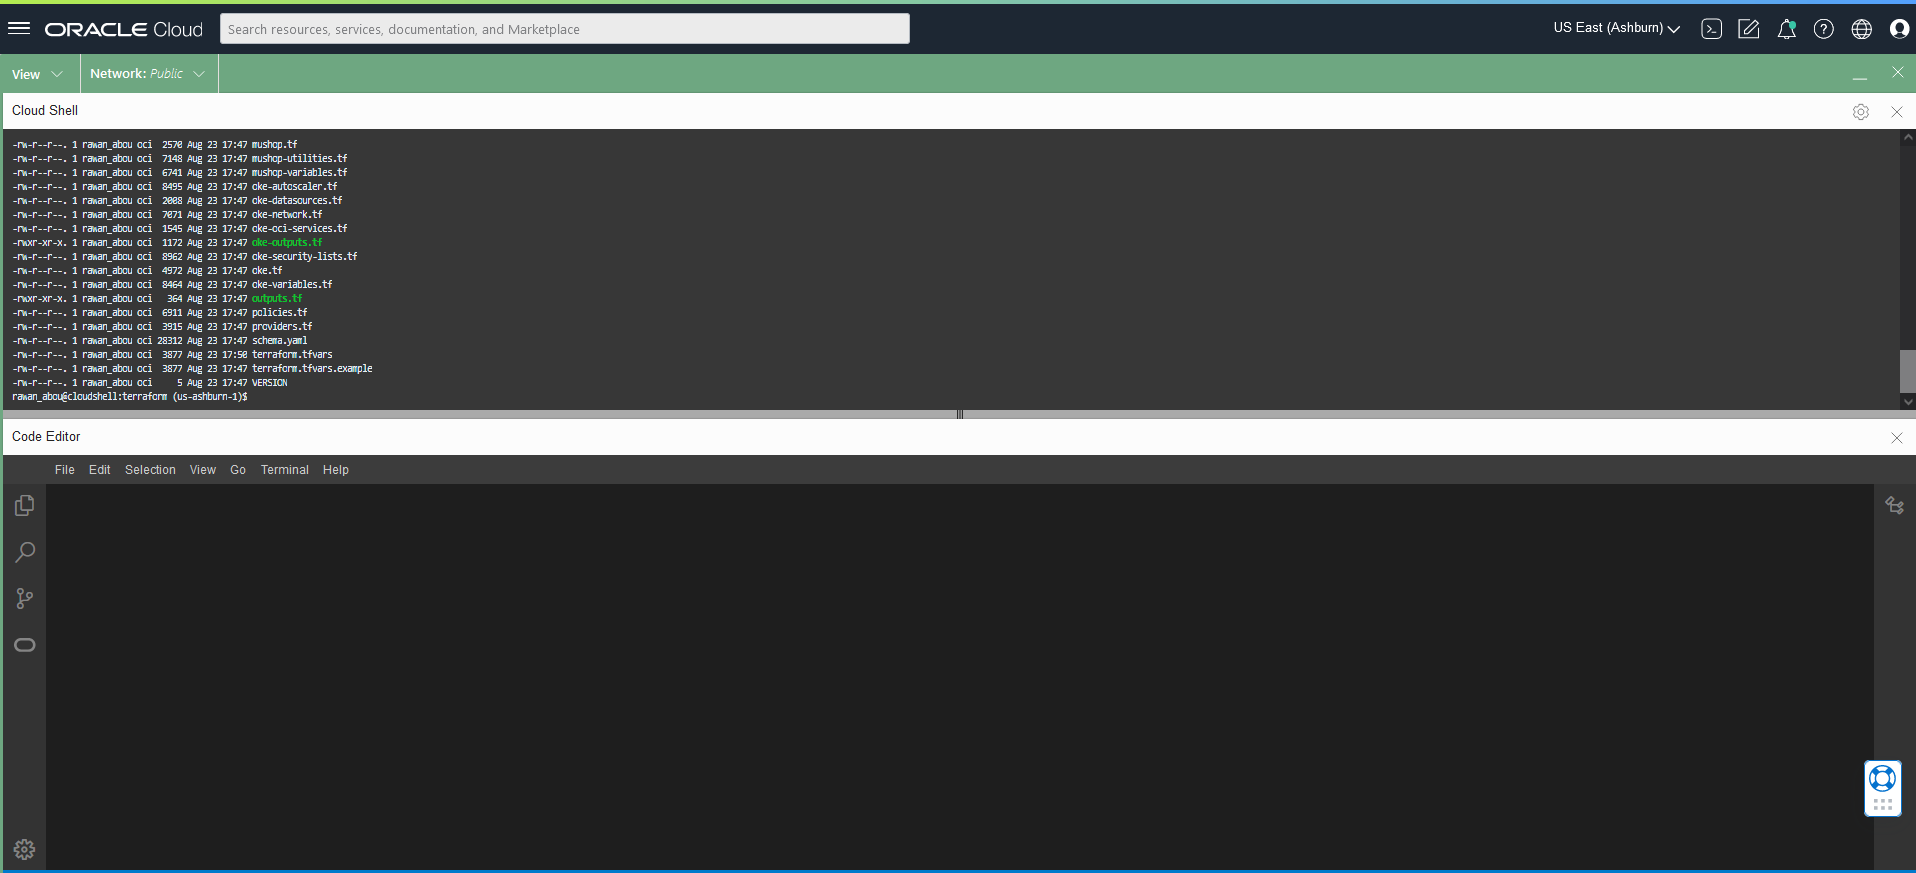 ORACLE Cloud
Search resources, services, documentation, and Marketplace
US East (Ashburn)
View
Network: Public
Cloud Shell
-rw-r--r--. 1 rawan_abou oci  2570 Aug 23 17:47 mushop.tf
-rw-r--r--. 1 rawan_abou oci  7148 Aug 23 17:47 mushop-utilities.tf
-rw-r--r--. 1 rawan_abou oci  6741 Aug 23 17:47 mushop-variables.tf
-rw-r--r--. 1 rawan_abou oci  8495 Aug 23 17:47 oke-autoscaler.tf
-rw-r--r--. 1 rawan_abou oci  2008 Aug 23 17:47 oke-datasources.tf
-rw-r--r--. 1 rawan_abou oci  7071 Aug 23 17:47 oke-network.tf
-rw-r--r--. 1 rawan_abou oci  1545 Aug 23 17:47 oke-oci-services.tf
-rwxr-xr-x. 1 rawan_abou oci  1172 Aug 23 17:47 oke-outputs.tf
-rw-r--r--. 1 rawan_abou oci  8962 Aug 23 17:47 oke-security-lists.tf
-rw-r--r--. 1 rawan_abou oci  4972 Aug 23 17:47 oke.tf
-rw-r--r--. 1 rawan_abou oci  8464 Aug 23 17:47 oke-variables.tf
-rwxr-xr-x. 1 rawan_abou oci   364 Aug 23 17:47 outputs.tf
-rw-r--r--. 1 rawan_abou oci  6911 Aug 23 17:47 policies.tf
-rw-r--r--. 1 rawan_abou oci  3915 Aug 23 17:47 providers.tf
-rw-r--r--. 1 rawan_abou oci 28312 Aug 23 17:47 schema.yaml
-rw-r--r--. 1 rawan_abou oci  3877 Aug 23 17:50 terraform.tfvars
-rw-r--r--. 1 rawan_abou oci  3877 Aug 23 17:47 terraform.tfvars.example
-rw-r--r--. 1 rawan_abou oci     5 Aug 23 17:47 VERSION
rawan_abou@cloudshell:terraform (us-ashburn-1)$
Code Editor
File Edit Selection View Go Terminal Help